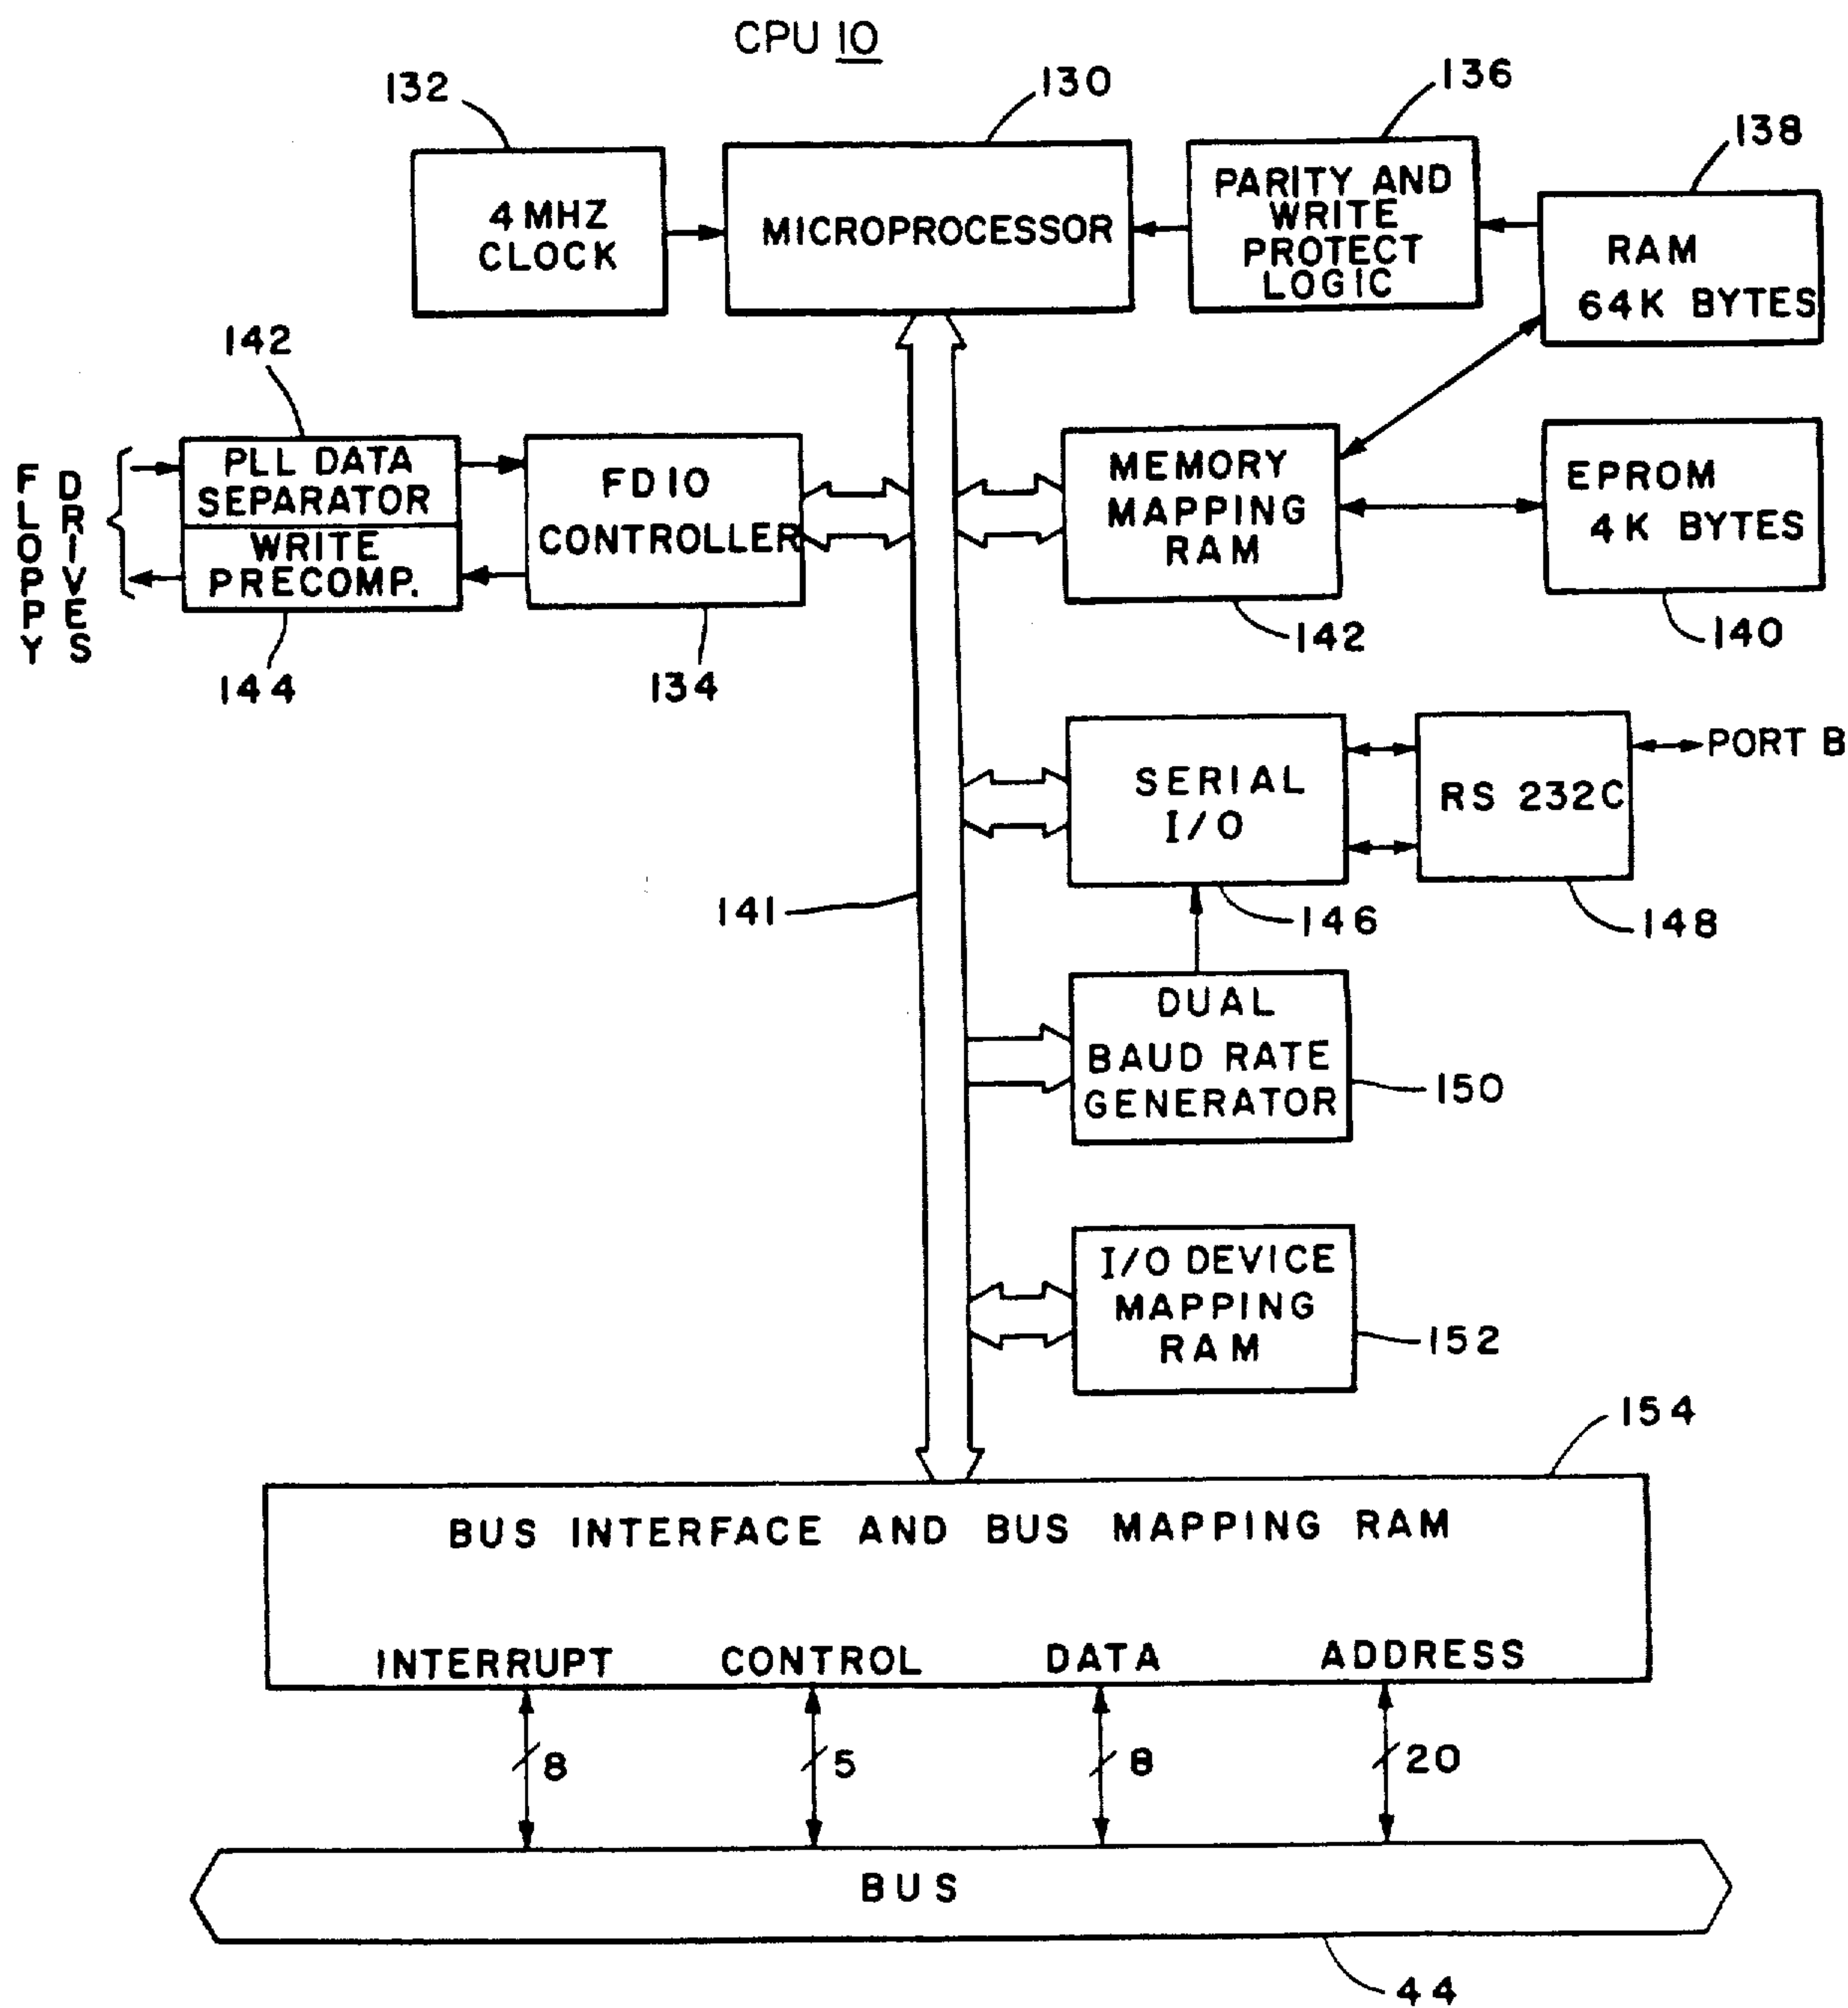 CPU 10
132
130
136
138
4 MHZ
CLOCK
MICROPROCESSOR
PARITY AND
WRITE
PROTECT
LOGIC
RAM
64K BYTES
142
FLOPPY
DRIVES
PLL DATA
SEPARATOR
WRITE
PRECOMP.
144
FDIO
CONTROLLER
134
MEMORY
MAPPING
RAM
142
EPROM
4K BYTES
140
SERIAL
I/O
146
RS 232C
148
PORT B
141
DUAL
BAUD RATE
GENERATOR
150
I/O DEVICE
MAPPING
RAM
152
154
BUS INTERFACE AND BUS MAPPING RAM
INTERRUPT CONTROL DATA ADDRESS
8 5 8 20
BUS
44